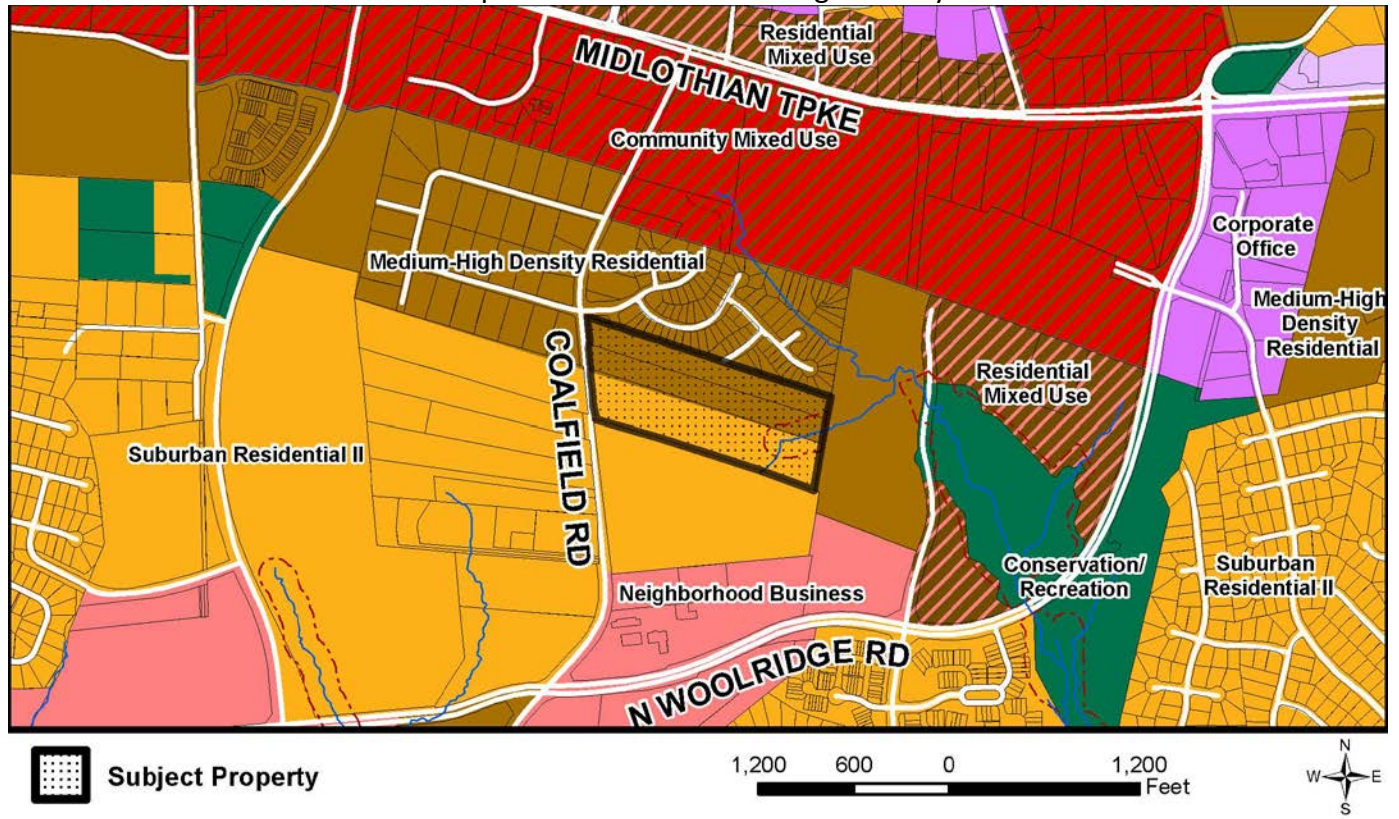 Residential
Mixed Use
MIDLOTHIAN TPKE
Community Mixed Use
Corporate
Office
Medium-High Density Residential
Medium-High
Density
Residential
COALFIELD RD
Residential
Mixed Use
Suburban Residential II
Conservation/
Recreation
Suburban
Residential II
Neighborhood Business
N WOOLRIDGE RD
Subject Property
1,200 600 0 1,200
Feet
N
W E
S